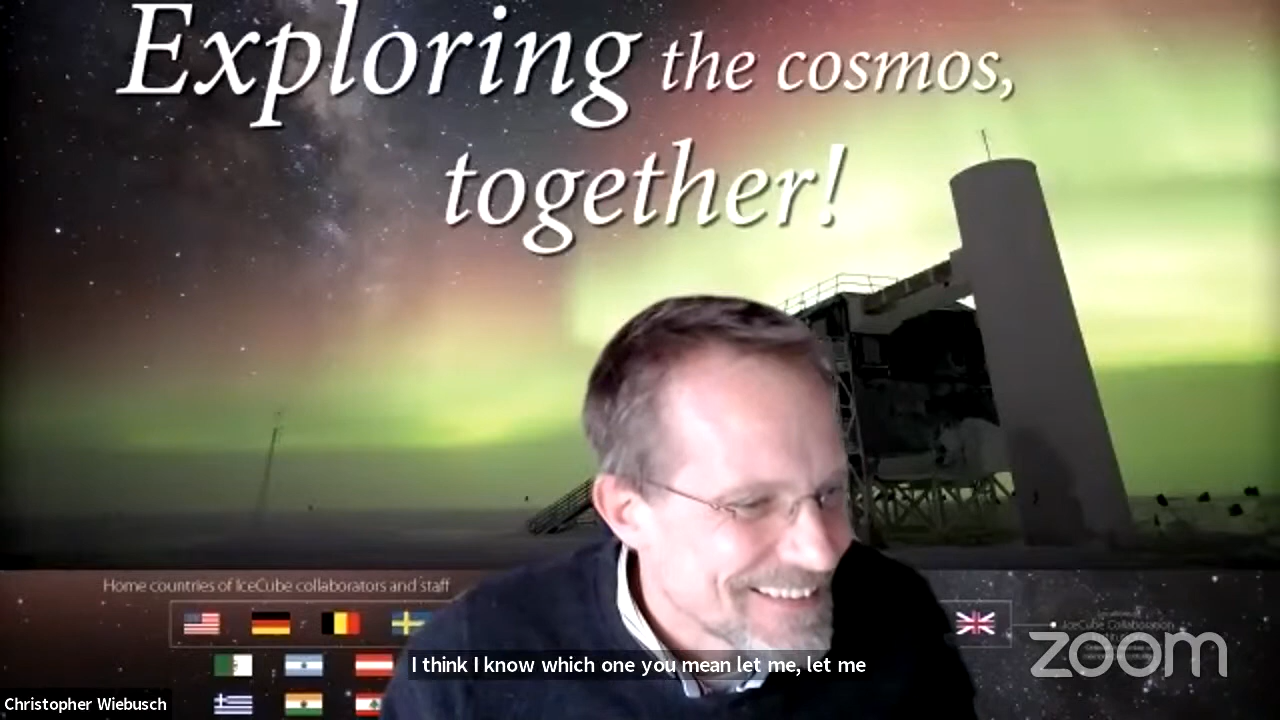 Exploring the cosmos,
together!
Home countries of IceCube collaborators and staff
IceCube Collaboration
zoom
I think I know which one you mean let me, let me
Christopher Wiebusch